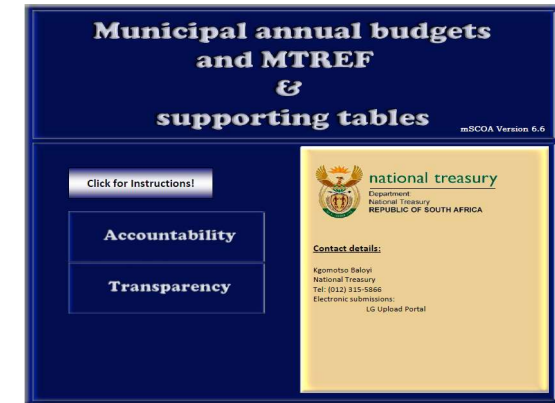 Municipal annual budgets
and MTREF
&
supporting tables
mSCOA Version 6.6
Click for Instructions!
Accountability
Transparency
national treasury
Department
National Treasury
REPUBLIC OF SOUTH AFRICA
Contact details:
Kgomotso Baloyi
National Treasury
Tel: (012) 315-5866
Electronic submissions:
LG Upload Portal